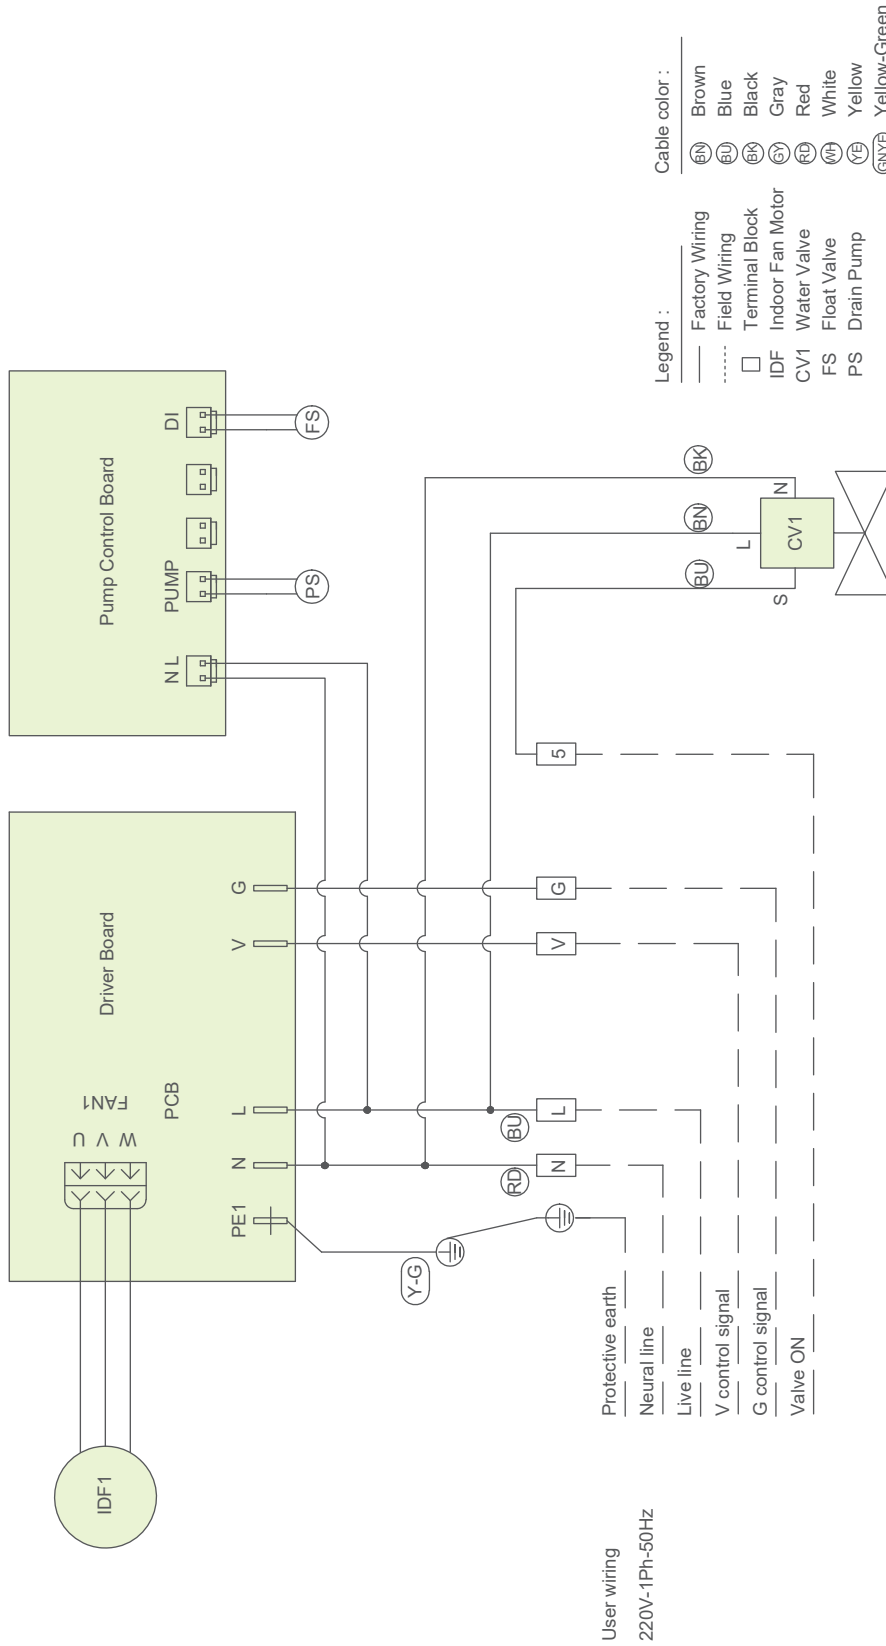 IDF1
U
V
W
FAN1
PCB
Driver Board
PE1
N
L
V
G
Pump Control Board
N L
PUMP
DI
PS
FS
Y-G
RD
BU
N
L
V
G
5
BU
BN
BK
S
L
N
CV1
User wiring
220V-1Ph-50Hz
Protective earth
Neural line
Live line
V control signal
G control signal
Valve ON
Legend :
Factory Wiring
Field Wiring
Terminal Block
IDF Indoor Fan Motor
CV1 Water Valve
FS Float Valve
PS Drain Pump
Cable color :
BN Brown
BU Blue
BK Black
GY Gray
RD Red
WH White
YE Yellow
GNYE Yellow-Green